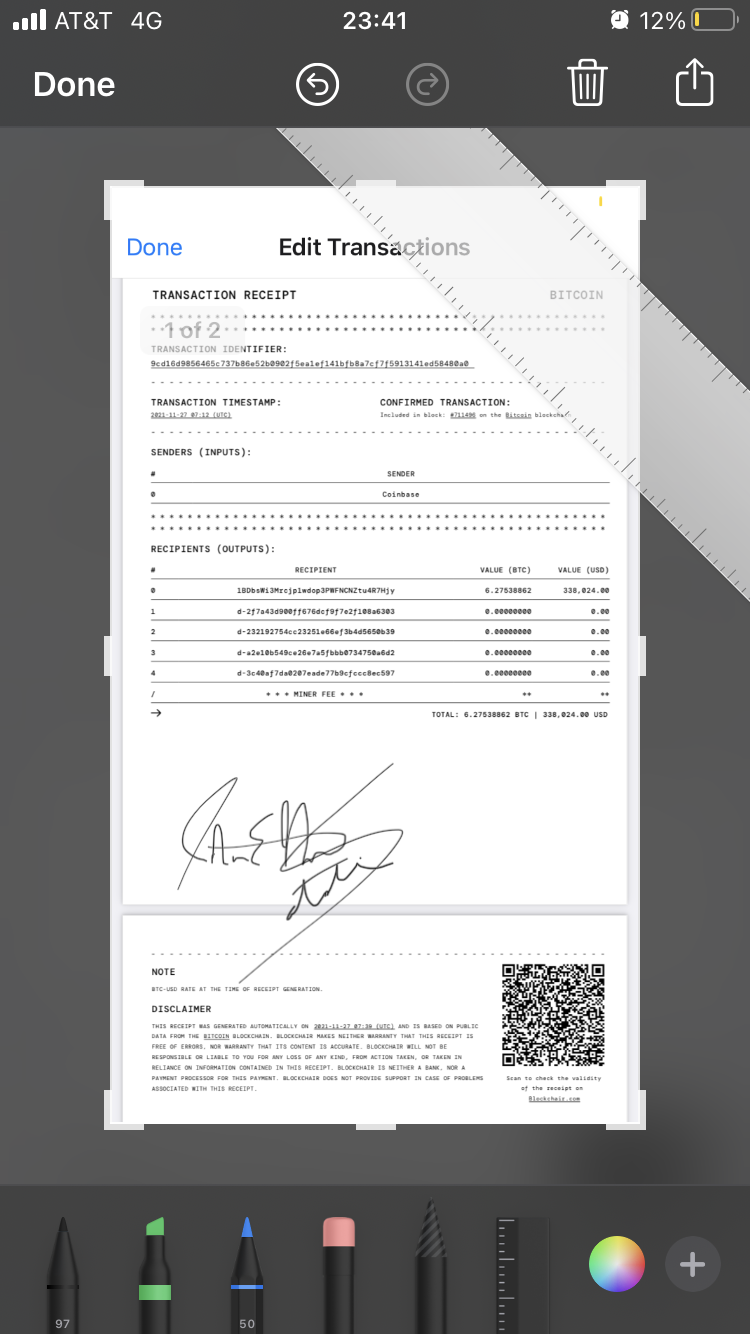 AT&T 4G 23:41 12%
Done
Done Edit Transactions
TRANSACTION RECEIPT BITCOIN
1 of 2
TRANSACTION IDENTIFIER:
9cd16d9856465c737b86e52b0902f5ea1ef141bfb8a7cf7f5913141ed58480a0
TRANSACTION TIMESTAMP: CONFIRMED TRANSACTION:
2021-11-27 07:12 (UTC) Included in block: #711496 on the Bitcoin blockchain
SENDERS (INPUTS):
# SENDER
0 Coinbase
RECIPIENTS (OUTPUTS):
# RECIPIENT VALUE (BTC) VALUE (USD)
0 1BDbsWi3Mrcjp1wdop3PWFNCNZtu4R7Hjy 6.27538862 338,024.00
1 d-2f7a43d900ff676dcf9f7e2f108a6303 0.00000000 0.00
2 d-232192754cc23251e66ef3b4d5650b39 0.00000000 0.00
3 d-a2e10b549ce26e7a5fbbb0734750a6d2 0.00000000 0.00
4 d-3c40af7da0207eade77b9cfccc8ec597 0.00000000 0.00
/ * * * MINER FEE * * * ** **
→ TOTAL: 6.27538862 BTC | 338,024.00 USD
NOTE
BTC-USD RATE AT THE TIME OF RECEIPT GENERATION.
DISCLAIMER
THIS RECEIPT WAS GENERATED AUTOMATICALLY ON 2021-11-27 07:39 (UTC) AND IS BASED ON PUBLIC
DATA FROM THE BITCOIN BLOCKCHAIN. BLOCKCHAIR MAKES NEITHER WARRANTY THAT THIS RECEIPT IS
FREE OF ERRORS, NOR WARRANTY THAT ITS CONTENT IS ACCURATE. BLOCKCHAIR WILL NOT BE
RESPONSIBLE OR LIABLE TO YOU FOR ANY LOSS OF ANY KIND, FROM ACTION TAKEN, OR TAKEN IN
RELIANCE ON INFORMATION CONTAINED IN THIS RECEIPT. BLOCKCHAIR IS NEITHER A BANK, NOR A
PAYMENT PROCESSOR FOR THIS PAYMENT. BLOCKCHAIR DOES NOT PROVIDE SUPPORT IN CASE OF PROBLEMS
ASSOCIATED WITH THIS RECEIPT.
Scan to check the validity
of the receipt on
Blockchair.com
97 50